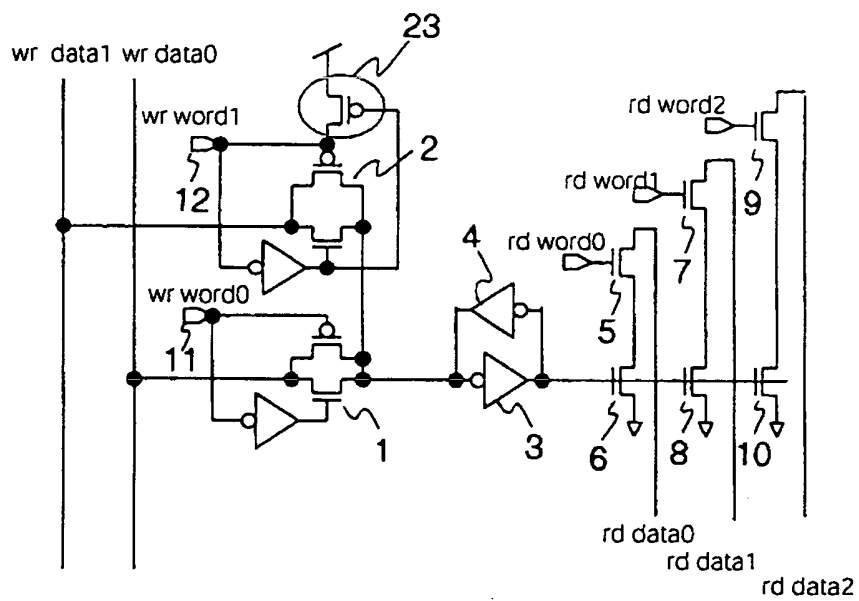 23
wr data1 wr data0
rd word2
wr word1
2
9
12
rd word1
4
rd word0
7
wr word0
5
11
1
3
6
8
10
rd data0
rd data1
rd data2